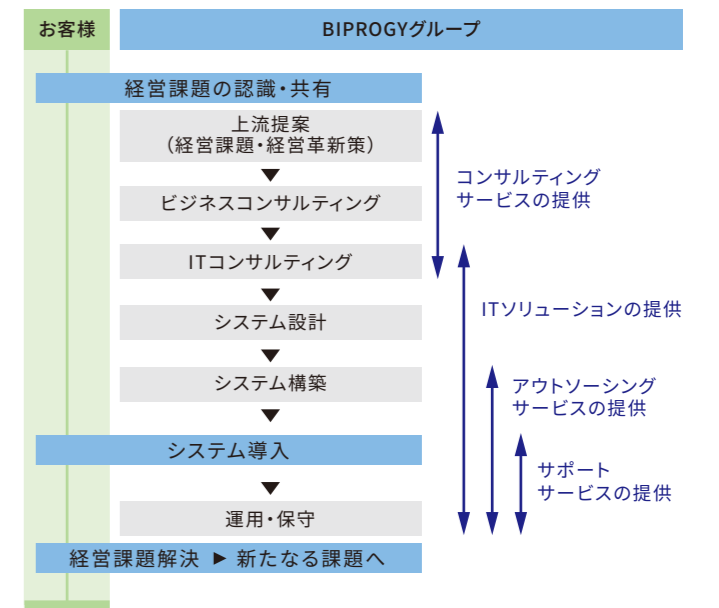 お客様
BIPROGYグループ
経営課題の認識・共有
上流提案
（経営課題・経営革新策）
▼
ビジネスコンサルティング
▼
ITコンサルティング
▼
システム設計
▼
システム構築
▼
システム導入
▼
運用・保守
経営課題解決 ▶ 新たなる課題へ
コンサルティング
サービスの提供
ITソリューションの提供
アウトソーシング
サービスの提供
サポート
サービスの提供